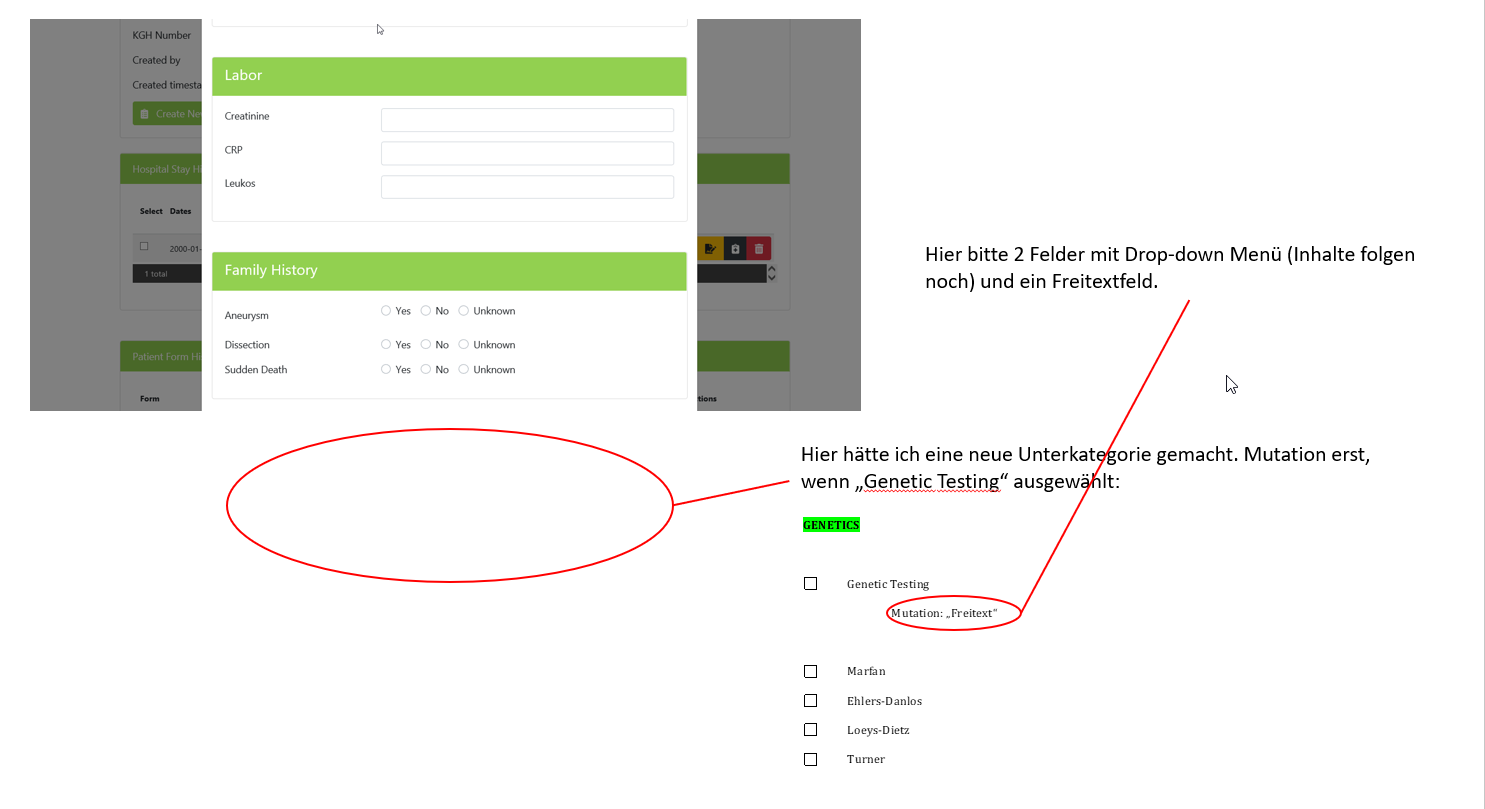 KGH Number
Created by
Created timesta
Create Ne
Hospital Stay Hi
Select Dates
2000-01-
1 total
Patient Form Hi
Form
tions
Labor
Creatinine
CRP
Leukos
Family History
Aneurysm Yes No Unknown
Dissection Yes No Unknown
Sudden Death Yes No Unknown
Hier bitte 2 Felder mit Drop-down Menü (Inhalte folgen
noch) und ein Freitextfeld.
Hier hätte ich eine neue Unterkategorie gemacht. Mutation erst,
wenn „Genetic Testing“ ausgewählt:
GENETICS
Genetic Testing
Mutation: „Freitext“
Marfan
Ehlers-Danlos
Loeys-Dietz
Turner